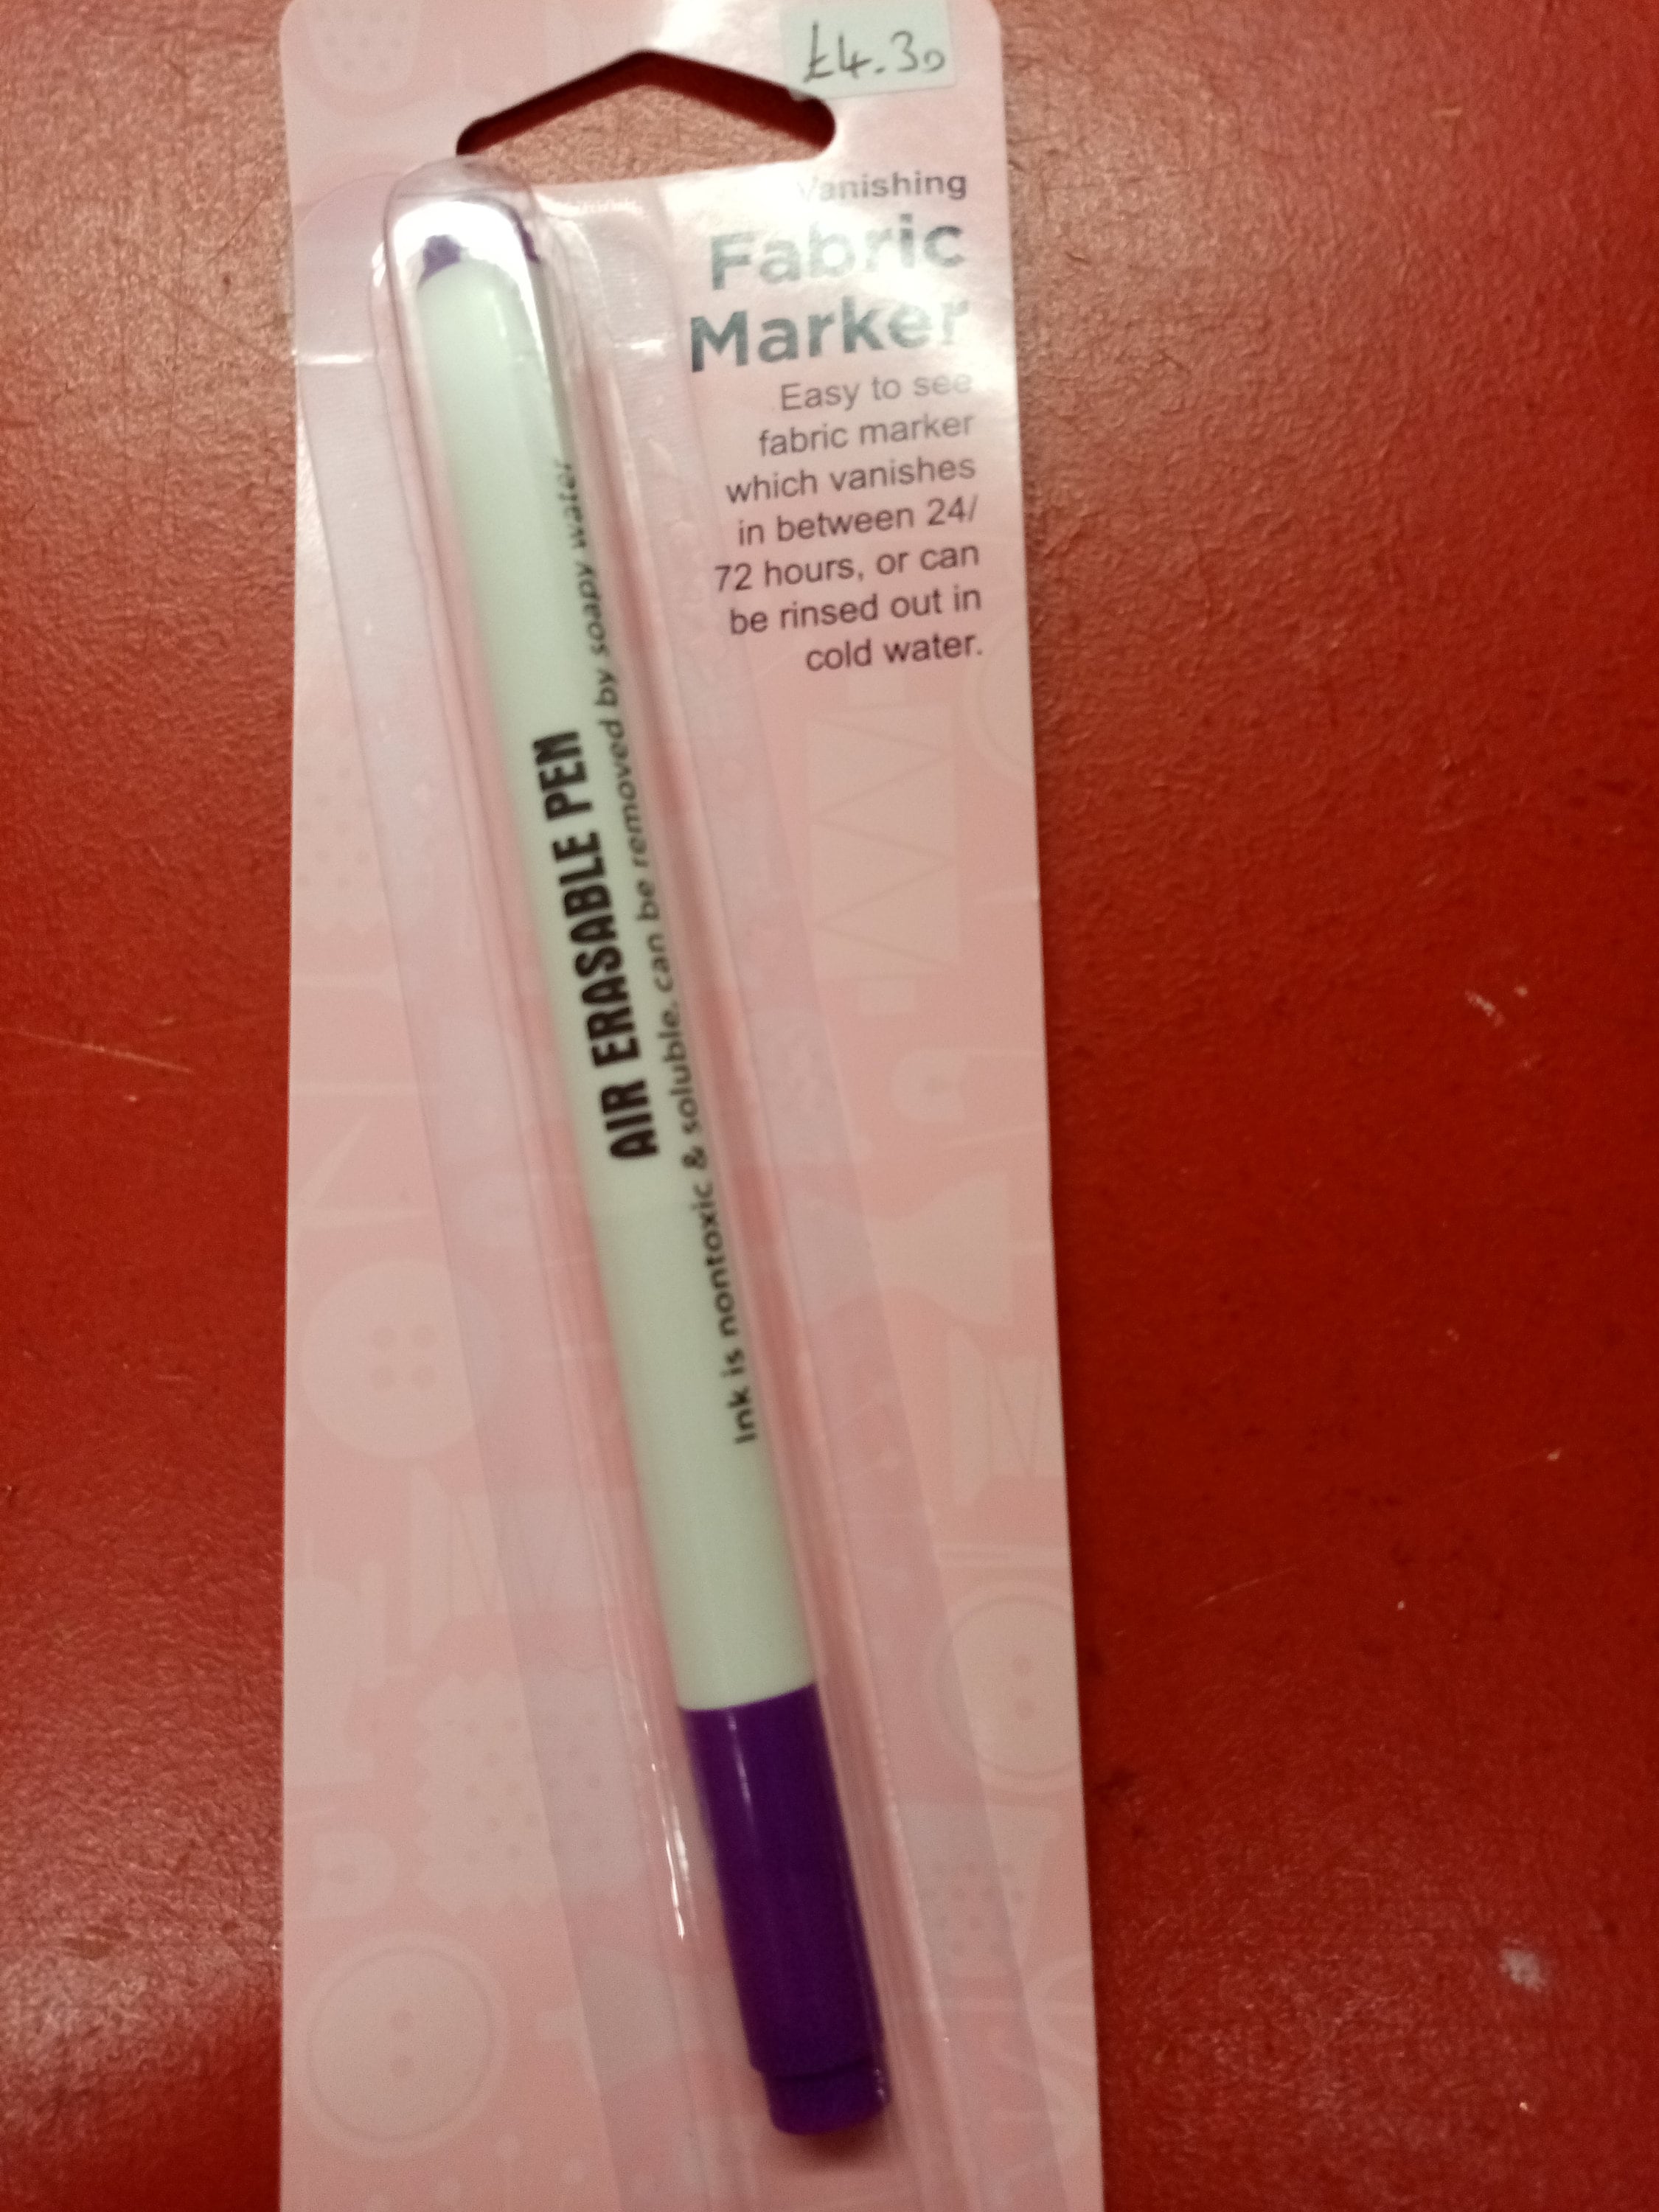 £4.30
Vanishing
Fabric
Marker
Easy to see
fabric marker
which vanishes
in between 24/
72 hours, or can
be rinsed out in
cold water.
AIR ERASABLE PEN
Ink is nontoxic & soluble. can be removed by soapy water